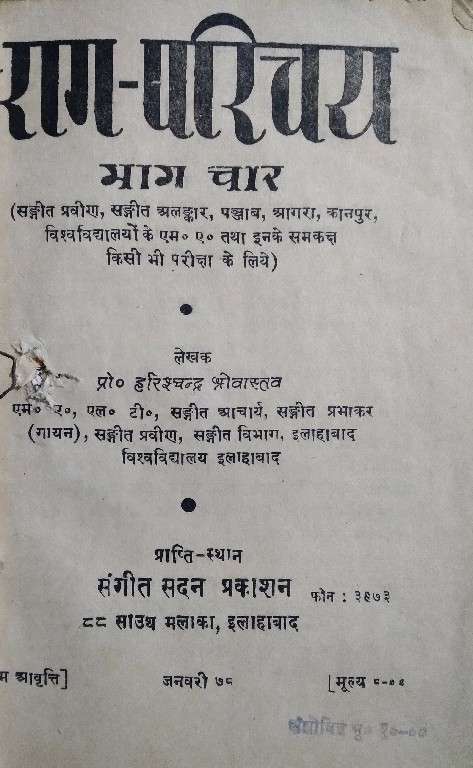 राग-परिचय
भाग चार
(सङ्गीत प्रवीण, सङ्गीत अलङ्कार, पञ्जाब, आगरा, कानपुर,
विश्वविद्यालयों के एम० ए० तथा इनके समकक्ष
किसी भी परीक्षा के लिये)
लेखक
प्रो० हरिश्चन्द्र श्रीवास्तव
एम० ए०, एल० टी०, सङ्गीत आचार्य, सङ्गीत प्रभाकर
(गायन), सङ्गीत प्रवीण, सङ्गीत विभाग, इलाहाबाद
विश्वविद्यालय इलाहाबाद
प्राप्ति-स्थान
संगीत सदन प्रकाशन फोन : ३९७३
८८ साउथ मलाका, इलाहाबाद
आवृत्ति] जनवरी ७८ [मूल्य